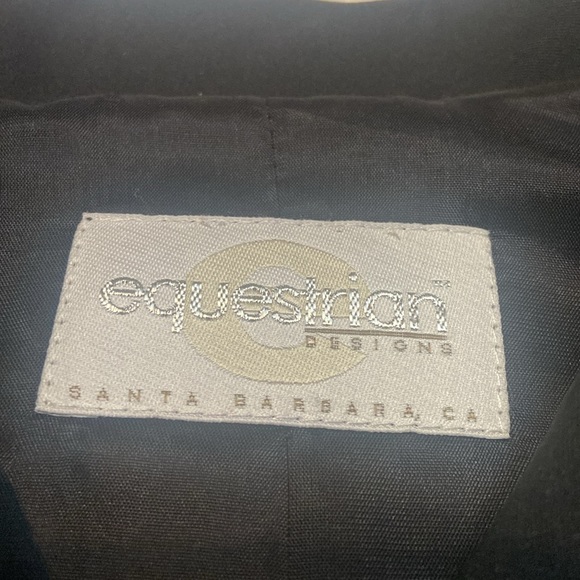 equestrian™
DESIGNS
SANTA BARBARA, CA